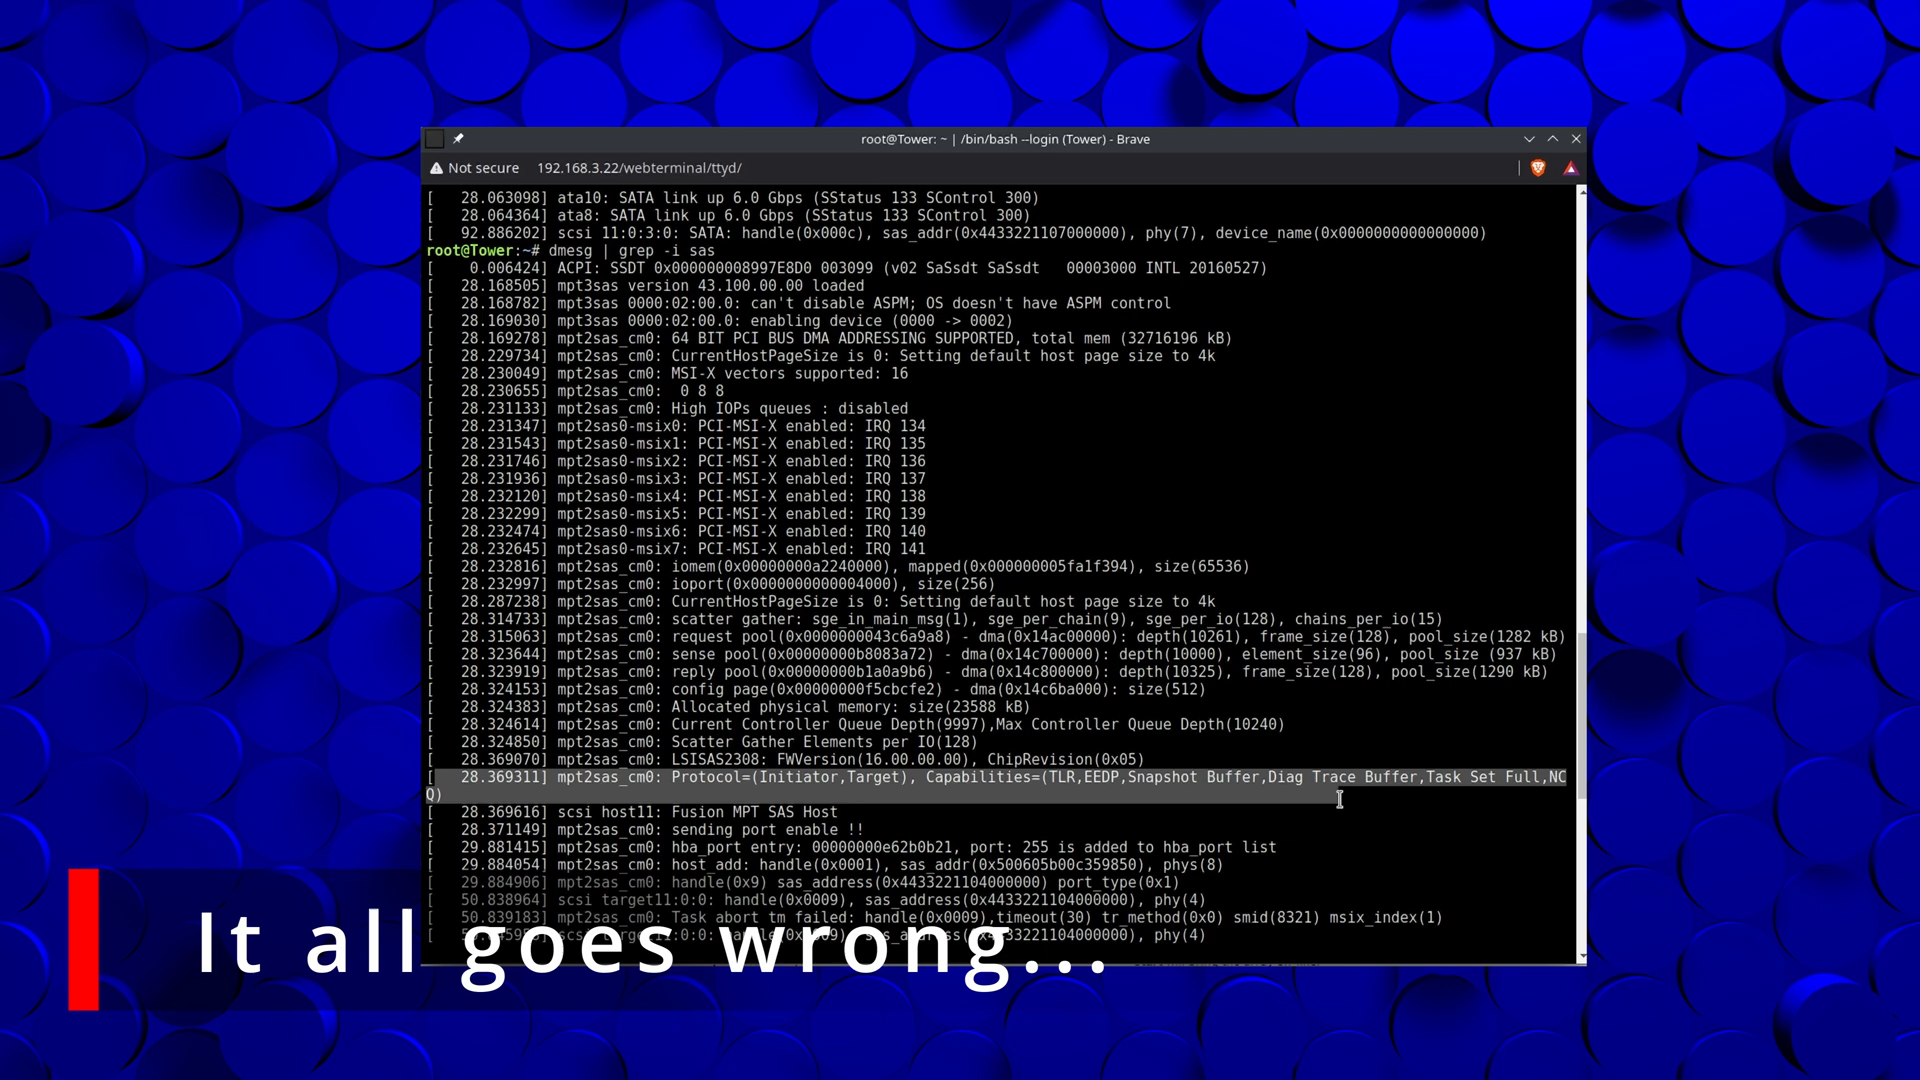 root@Tower: ~ | /bin/bash --login (Tower) - Brave
Not secure 192.168.3.22/webterminal/ttyd/
[   28.063098] ata10: SATA link up 6.0 Gbps (SStatus 133 SControl 300)
[   28.064364] ata8: SATA link up 6.0 Gbps (SStatus 133 SControl 300)
[   92.886202] scsi 11:0:3:0: SATA: handle(0x000c), sas_addr(0x4433221107000000), phy(7), device_name(0x0000000000000000)
root@Tower:~# dmesg | grep -i sas
[    0.006424] ACPI: SSDT 0x000000008997E8D0 003099 (v02 SaSsdt SaSsdt   00003000 INTL 20160527)
[   28.168505] mpt3sas version 43.100.00.00 loaded
[   28.168782] mpt3sas 0000:02:00.0: can't disable ASPM; OS doesn't have ASPM control
[   28.169030] mpt3sas 0000:02:00.0: enabling device (0000 -> 0002)
[   28.169278] mpt2sas_cm0: 64 BIT PCI BUS DMA ADDRESSING SUPPORTED, total mem (32716196 kB)
[   28.229734] mpt2sas_cm0: CurrentHostPageSize is 0: Setting default host page size to 4k
[   28.230049] mpt2sas_cm0: MSI-X vectors supported: 16
[   28.230655] mpt2sas_cm0:  0 8 8
[   28.231133] mpt2sas_cm0: High IOPs queues : disabled
[   28.231347] mpt2sas0-msix0: PCI-MSI-X enabled: IRQ 134
[   28.231543] mpt2sas0-msix1: PCI-MSI-X enabled: IRQ 135
[   28.231746] mpt2sas0-msix2: PCI-MSI-X enabled: IRQ 136
[   28.231936] mpt2sas0-msix3: PCI-MSI-X enabled: IRQ 137
[   28.232120] mpt2sas0-msix4: PCI-MSI-X enabled: IRQ 138
[   28.232299] mpt2sas0-msix5: PCI-MSI-X enabled: IRQ 139
[   28.232474] mpt2sas0-msix6: PCI-MSI-X enabled: IRQ 140
[   28.232645] mpt2sas0-msix7: PCI-MSI-X enabled: IRQ 141
[   28.232816] mpt2sas_cm0: iomem(0x00000000a2240000), mapped(0x000000005fa1f394), size(65536)
[   28.232997] mpt2sas_cm0: ioport(0x0000000000004000), size(256)
[   28.287238] mpt2sas_cm0: CurrentHostPageSize is 0: Setting default host page size to 4k
[   28.314733] mpt2sas_cm0: scatter gather: sge_in_main_msg(1), sge_per_chain(9), sge_per_io(128), chains_per_io(15)
[   28.315063] mpt2sas_cm0: request pool(0x0000000043c6a9a8) - dma(0x14ac00000): depth(10261), frame_size(128), pool_size(1282 kB)
[   28.323644] mpt2sas_cm0: sense pool(0x00000000b8083a72) - dma(0x14c700000): depth(10000), element_size(96), pool_size (937 kB)
[   28.323919] mpt2sas_cm0: reply pool(0x00000000b1a0a9b6) - dma(0x14c800000): depth(10325), frame_size(128), pool_size(1290 kB)
[   28.324153] mpt2sas_cm0: config page(0x00000000f5cbcfe2) - dma(0x14c6ba000): size(512)
[   28.324383] mpt2sas_cm0: Allocated physical memory: size(23588 kB)
[   28.324614] mpt2sas_cm0: Current Controller Queue Depth(9997),Max Controller Queue Depth(10240)
[   28.324850] mpt2sas_cm0: Scatter Gather Elements per IO(128)
[   28.369070] mpt2sas_cm0: LSISAS2308: FWVersion(16.00.00.00), ChipRevision(0x05)
[   28.369311] mpt2sas_cm0: Protocol=(Initiator,Target), Capabilities=(TLR,EEDP,Snapshot Buffer,Diag Trace Buffer,Task Set Full,NC
Q)
[   28.369616] scsi host11: Fusion MPT SAS Host
[   28.371149] mpt2sas_cm0: sending port enable !!
[   29.881415] mpt2sas_cm0: hba_port entry: 00000000e62b0b21, port: 255 is added to hba_port list
[   29.884054] mpt2sas_cm0: host_add: handle(0x0001), sas_addr(0x500605b00c359850), phys(8)
[   29.884906] mpt2sas_cm0: handle(0x9) sas_address(0x4433221104000000) port_type(0x1)
[   50.838964] scsi target11:0:0: handle(0x0009), sas_address(0x4433221104000000), phy(4)
[   50.839183] mpt2sas_cm0: Task abort tm failed: handle(0x0009),timeout(30) tr_method(0x0) smid(8321) msix_index(1)
phy(4)
It all goes wrong...